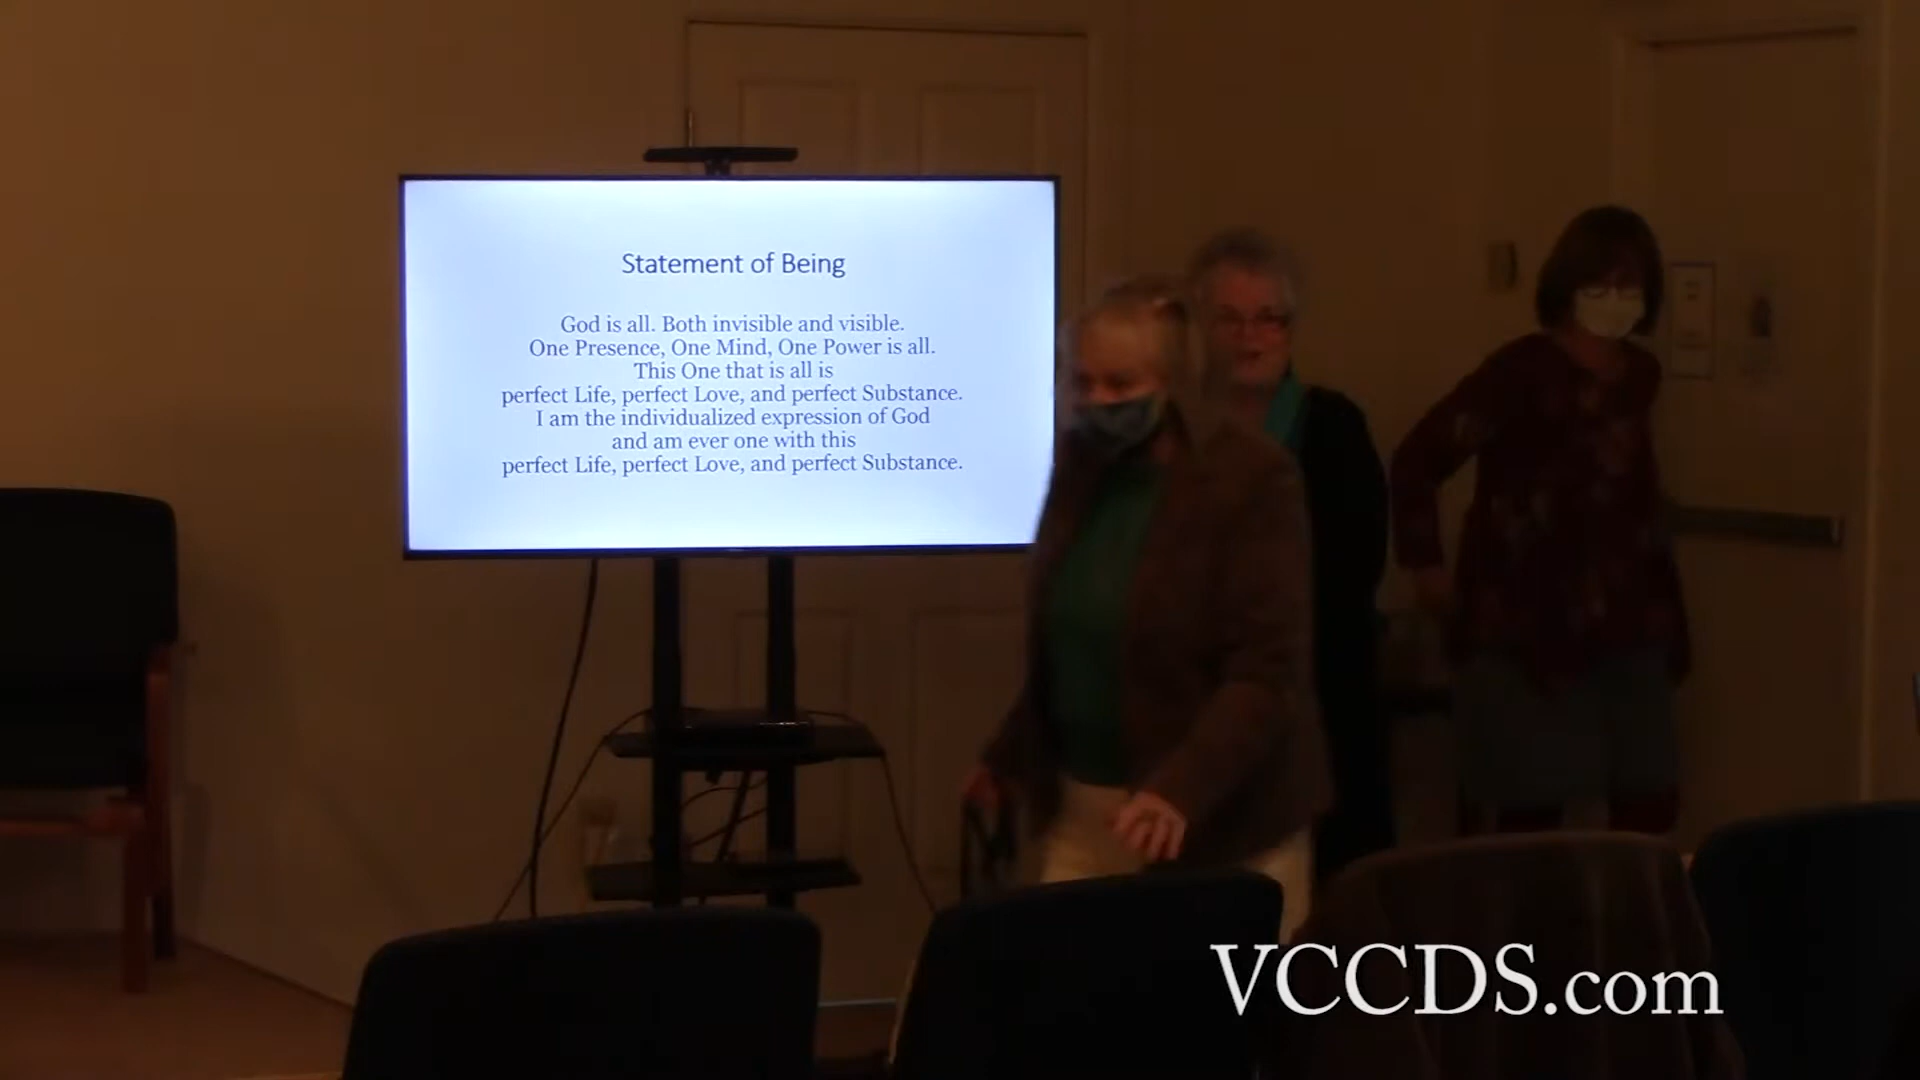 Statement of Being
God is all. Both invisible and visible.
One Presence, One Mind, One Power is all.
This One that is all is
perfect Life, perfect Love, and perfect Substance.
I am the individualized expression of God
and am ever one with this
perfect Life, perfect Love, and perfect Substance.
VCCDS.com